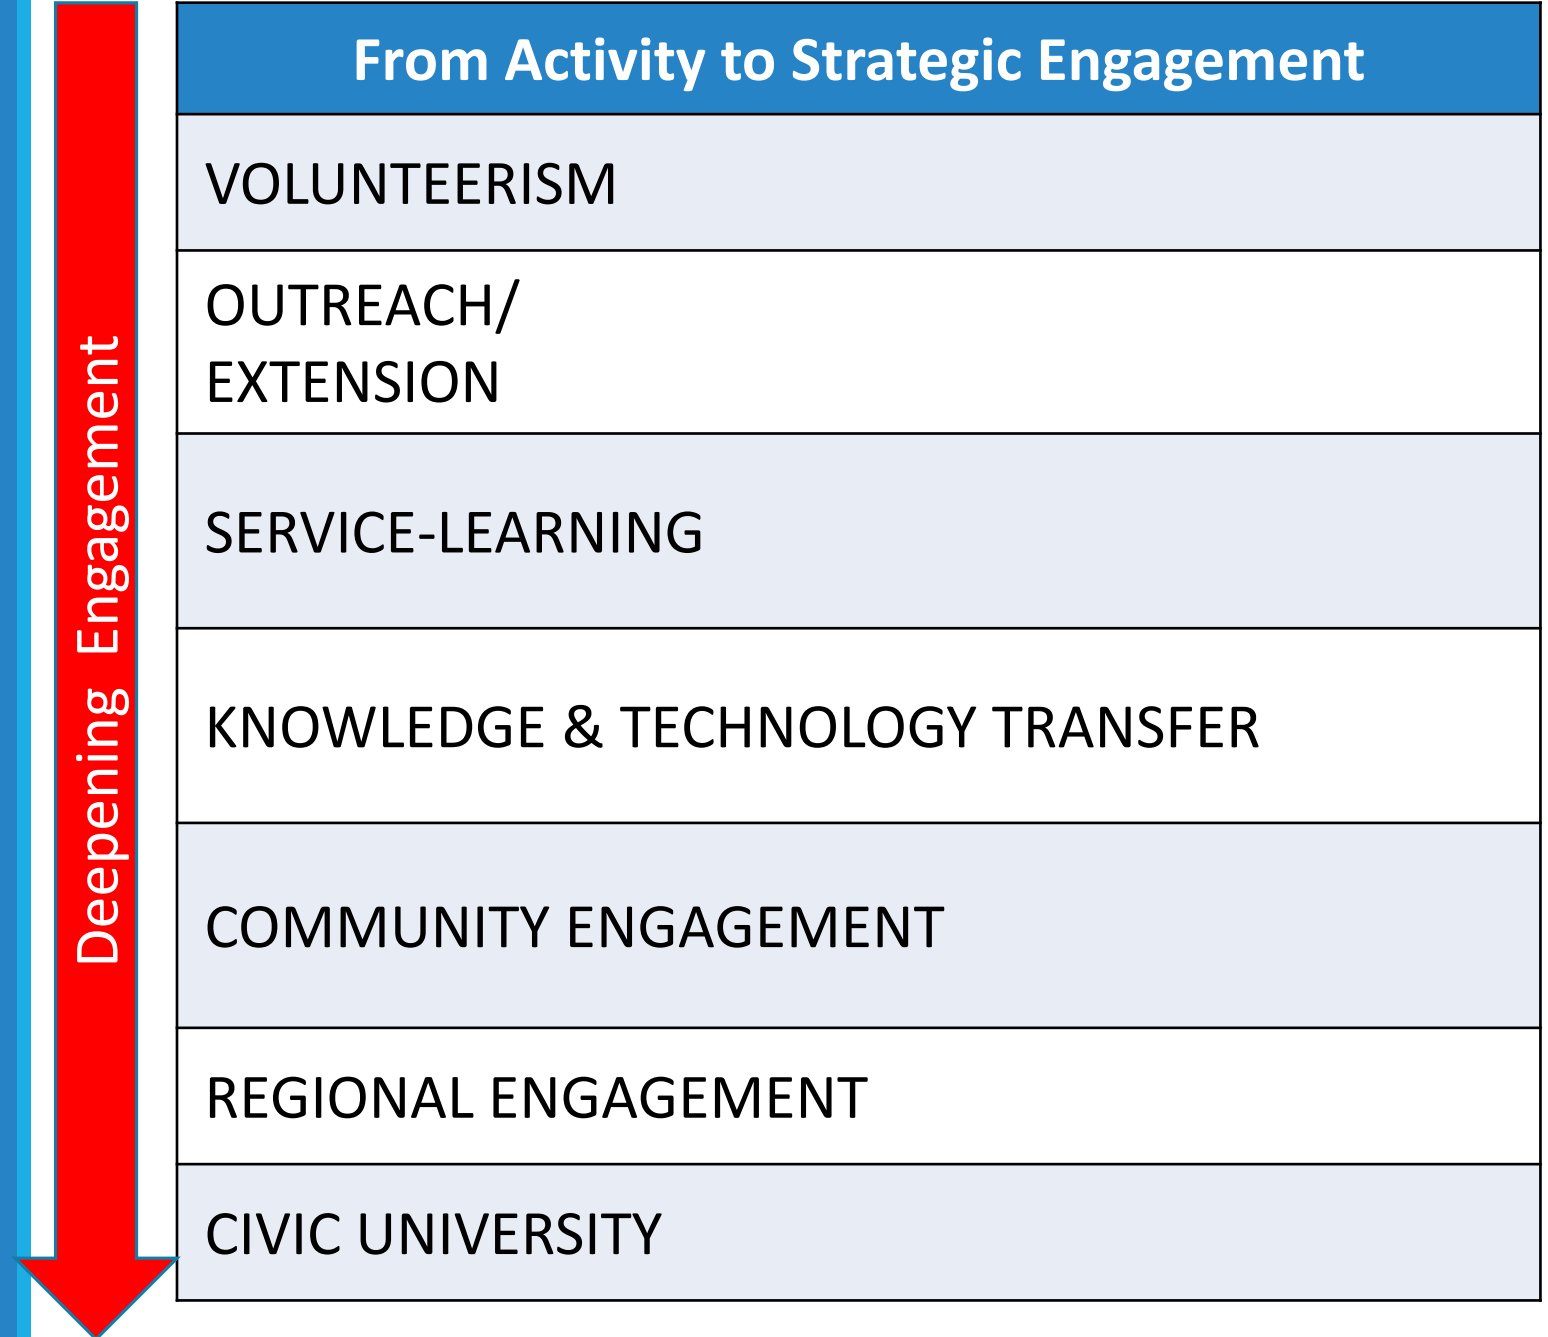 From Activity to Strategic Engagement
VOLUNTEERISM
OUTREACH/
EXTENSION
SERVICE-LEARNING
KNOWLEDGE & TECHNOLOGY TRANSFER
COMMUNITY ENGAGEMENT
REGIONAL ENGAGEMENT
CIVIC UNIVERSITY
Deepening Engagement